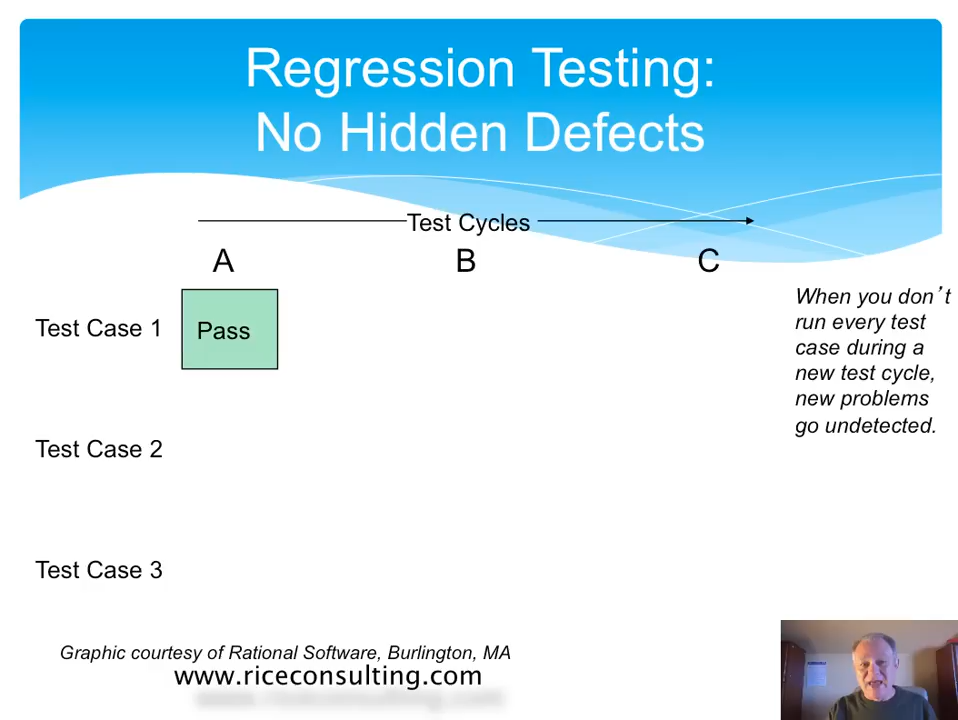 Regression Testing:
No Hidden Defects
Test Cycles
A B C
Test Case 1 Pass
When you don’t
run every test
case during a
new test cycle,
new problems
go undetected.
Test Case 2
Test Case 3
Graphic courtesy of Rational Software, Burlington, MA
www.riceconsulting.com